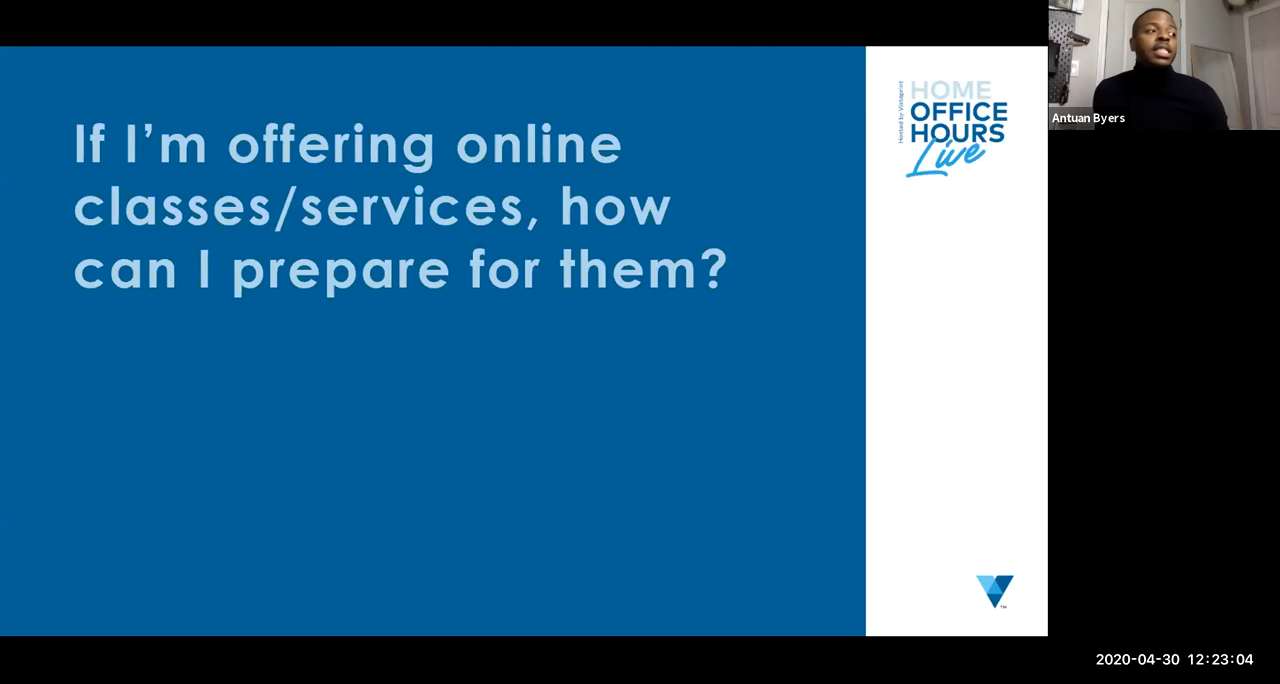 If I'm offering online
classes/services, how
can I prepare for them?
Hosted by Vistaprint
HOME
OFFICE
HOURS
Live
TM
Antuan Byers
2020-04-30 12:23:04